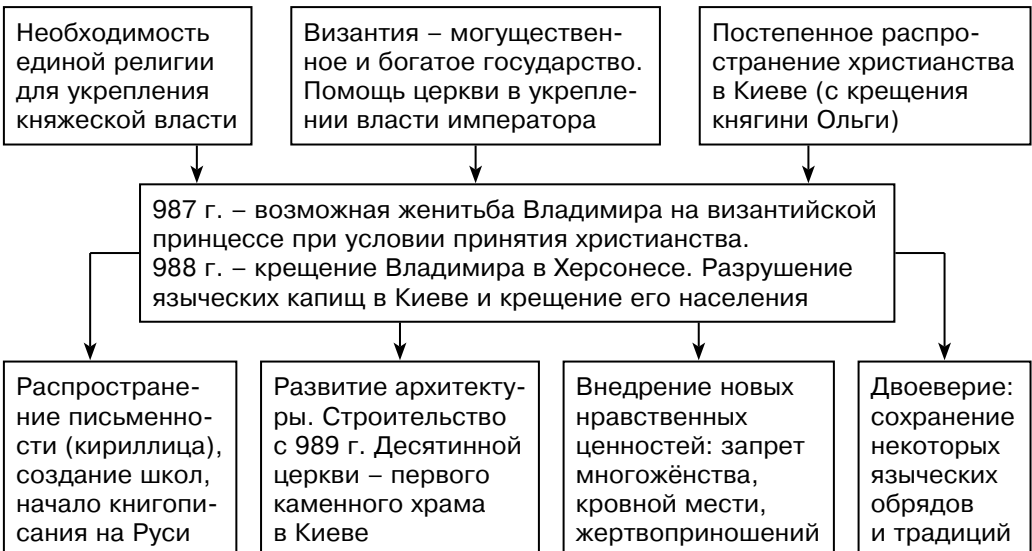 Необходимость
единой религии
для укрепления
княжеской власти
Византия – могуществен-
ное и богатое государство.
Помощь церкви в укрепле-
нии власти императора
Постепенное распро-
странение христианства
в Киеве (с крещения
княгини Ольги)
987 г. – возможная женитьба Владимира на византийской
принцессе при условии принятия христианства.
988 г. – крещение Владимира в Херсонесе. Разрушение
языческих капищ в Киеве и крещение его населения
Распростране-
ние письменно-
сти (кириллица),
создание школ,
начало книгопи-
сания на Руси
Развитие архитекту-
ры. Строительство
с 989 г. Десятинной
церкви – первого
каменного храма
в Киеве
Внедрение новых
нравственных
ценностей: запрет
многожёнства,
кровной мести,
жертвоприношений
Двоеверие:
сохранение
некоторых
языческих
обрядов
и традиций